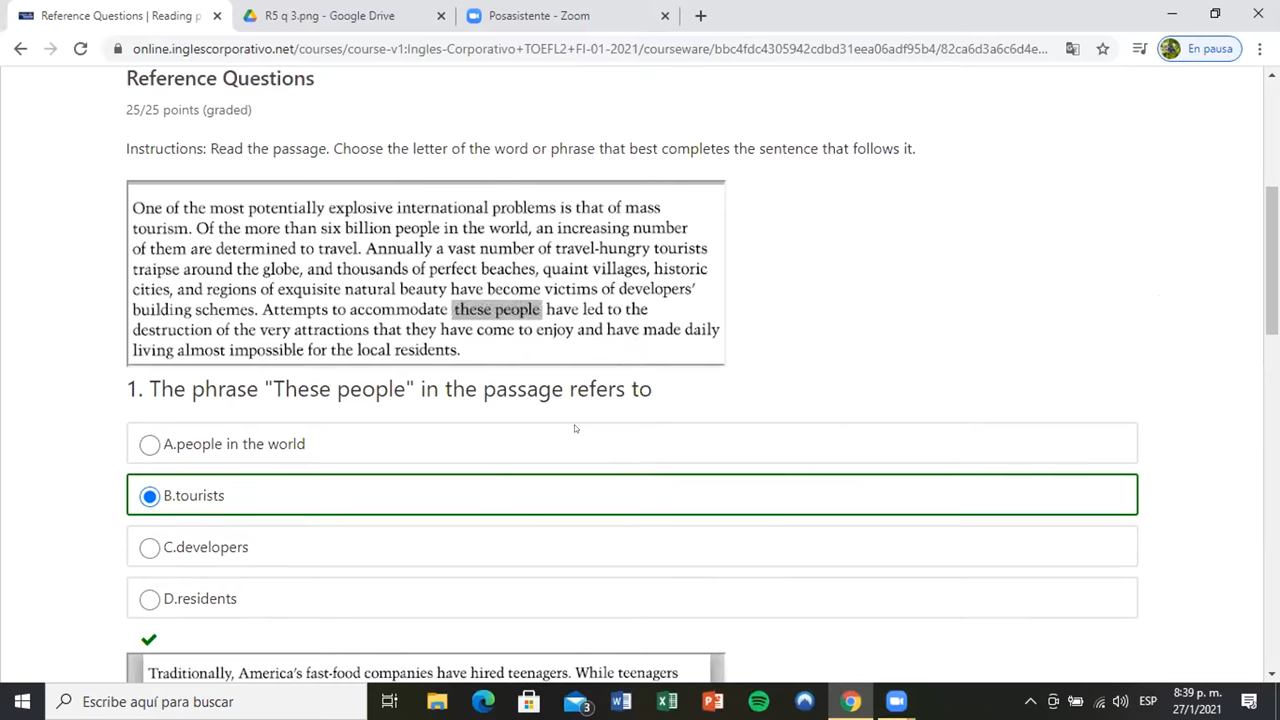 Reference Questions | Reading p
R5 q 3.png - Google Drive
Posasistente - Zoom
online.inglescorporativo.net/courses/course-v1:Ingles-Corporativo+TOEFL2+FI-01-2021/courseware/bbc4fdc4305942cdbd31eea06adf95b4/82ca6d3a6c6d4e...
En pausa
Reference Questions
25/25 points (graded)
Instructions: Read the passage. Choose the letter of the word or phrase that best completes the sentence that follows it.
One of the most potentially explosive international problems is that of mass
tourism. Of the more than six billion people in the world, an increasing number
of them are determined to travel. Annually a vast number of travel-hungry tourists
traipse around the globe, and thousands of perfect beaches, quaint villages, historic
cities, and regions of exquisite natural beauty have become victims of developers'
building schemes. Attempts to accommodate these people have led to the
destruction of the very attractions that they have come to enjoy and have made daily
living almost impossible for the local residents.
1. The phrase "These people" in the passage refers to
A.people in the world
B.tourists
C.developers
D.residents
Traditionally, America's fast-food companies have hired teenagers. While teenagers
Escribe aquí para buscar
3
ESP
8:39 p. m.
27/1/2021